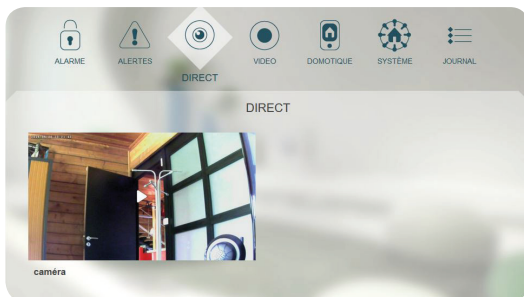 ALARME
ALERTES
DIRECT
VIDEO
DOMOTIQUE
SYSTÈME
JOURNAL
DIRECT
caméra